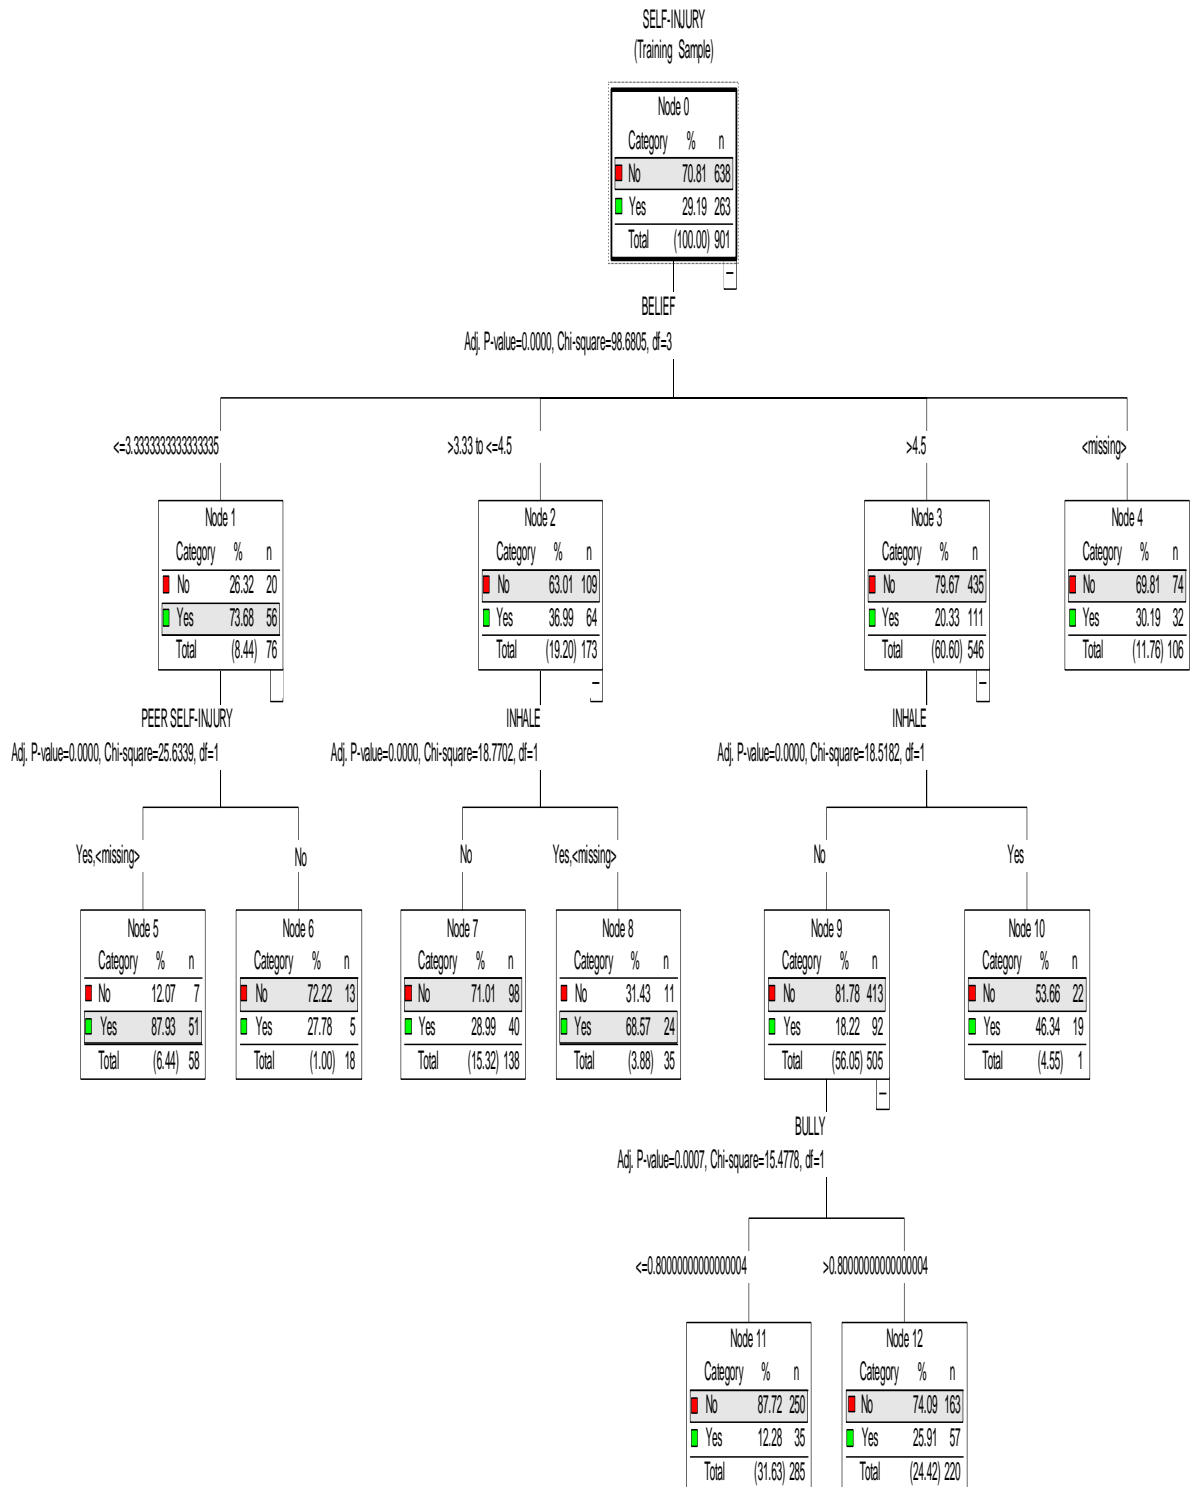 SELF-INJURY
(Training Sample)
Node 0
Category % n
No 70.81 638
Yes 29.19 263
Total (100.00) 901
BELIEF
Adj. P-value=0.0000, Chi-square=98.6805, df=3
<=3.3333333333333335
>3.33 to <=4.5
>4.5
<missing>
Node 1
Category % n
No 26.32 20
Yes 73.68 56
Total (8.44) 76
Node 2
Category % n
No 63.01 109
Yes 36.99 64
Total (19.20) 173
Node 3
Category % n
No 79.67 435
Yes 20.33 111
Total (60.60) 546
Node 4
Category % n
No 69.81 74
Yes 30.19 32
Total (11.76) 106
PEER SELF-INJURY
Adj. P-value=0.0000, Chi-square=25.6339, df=1
INHALE
Adj. P-value=0.0000, Chi-square=18.7702, df=1
INHALE
Adj. P-value=0.0000, Chi-square=18.5182, df=1
Yes,<missing>
No
No
Yes,<missing>
No
Yes
Node 5
Category % n
No 12.07 7
Yes 87.93 51
Total (6.44) 58
Node 6
Category % n
No 72.22 13
Yes 27.78 5
Total (1.00) 18
Node 7
Category % n
No 71.01 98
Yes 28.99 40
Total (15.32) 138
Node 8
Category % n
No 31.43 11
Yes 68.57 24
Total (3.88) 35
Node 9
Category % n
No 81.78 413
Yes 18.22 92
Total (56.05) 505
Node 10
Category % n
No 53.66 22
Yes 46.34 19
Total (4.55) 1
BULLY
Adj. P-value=0.0007, Chi-square=15.4778, df=1
<=0.8000000000000004
>0.8000000000000004
Node 11
Category % n
No 87.72 250
Yes 12.28 35
Total (31.63) 285
Node 12
Category % n
No 74.09 163
Yes 25.91 57
Total (24.42) 220